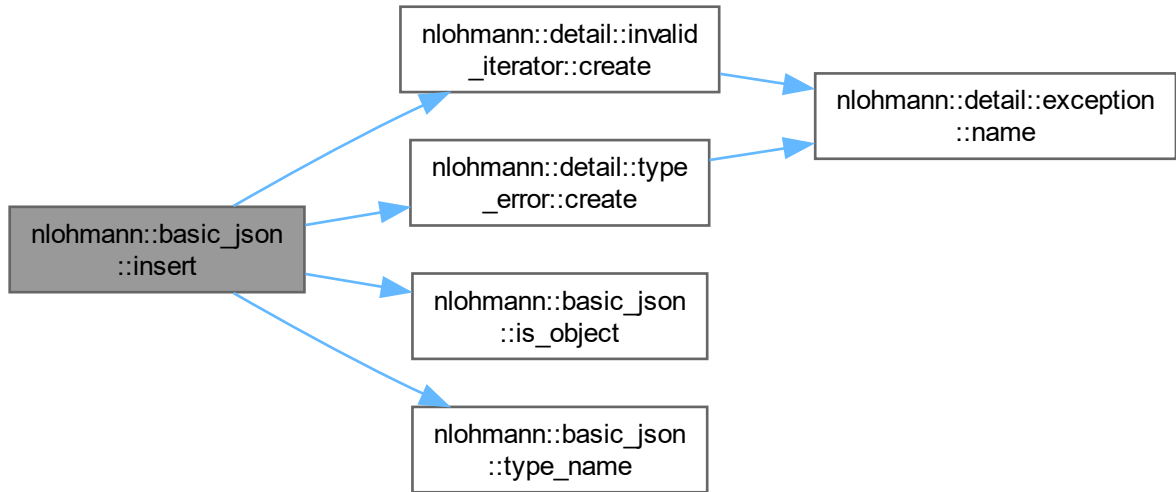 nlohmann::basic_json
::insert
nlohmann::detail::invalid
_iterator::create
nlohmann::detail::type
_error::create
nlohmann::basic_json
::is_object
nlohmann::basic_json
::type_name
nlohmann::detail::exception
::name